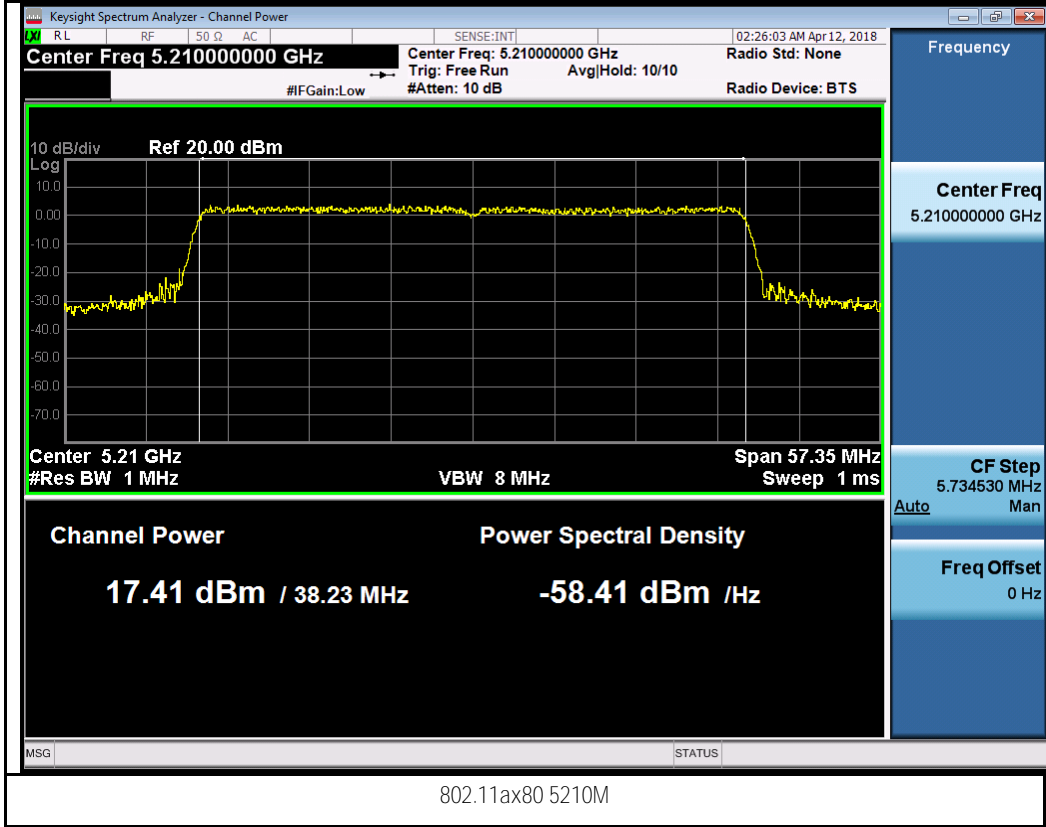 Keysight Spectrum Analyzer - Channel Power
LXI RL RF 50 Ω AC SENSE:INT 02:26:03 AM Apr 12, 2018
Center Freq 5.210000000 GHz
Center Freq: 5.210000000 GHz
Radio Std: None
Trig: Free Run Avg|Hold: 10/10
#IFGain:Low
#Atten: 10 dB
Radio Device: BTS
10 dB/div Ref 20.00 dBm
Log
10.0
0.00
-10.0
-20.0
-30.0
-40.0
-50.0
-60.0
-70.0
Center 5.21 GHz Span 57.35 MHz
#Res BW 1 MHz VBW 8 MHz Sweep 1 ms
Channel Power
Power Spectral Density
17.41 dBm / 38.23 MHz
-58.41 dBm /Hz
Frequency
Center Freq
5.210000000 GHz
CF Step
5.734530 MHz
Auto Man
Freq Offset
0 Hz
MSG STATUS
802.11ax80 5210M